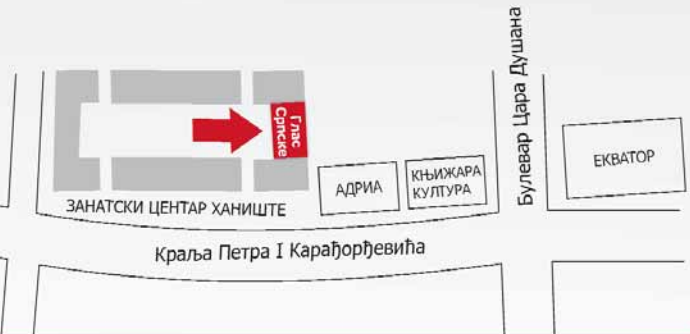 Глас
Српске
ЗАНАТСКИ ЦЕНТАР ХАНИШТЕ
АДРИА
КЊИЖАРА
КУЛТУРА
Булевар Цара Душана
ЕКВАТОР
Краља Петра I Карађорђевића